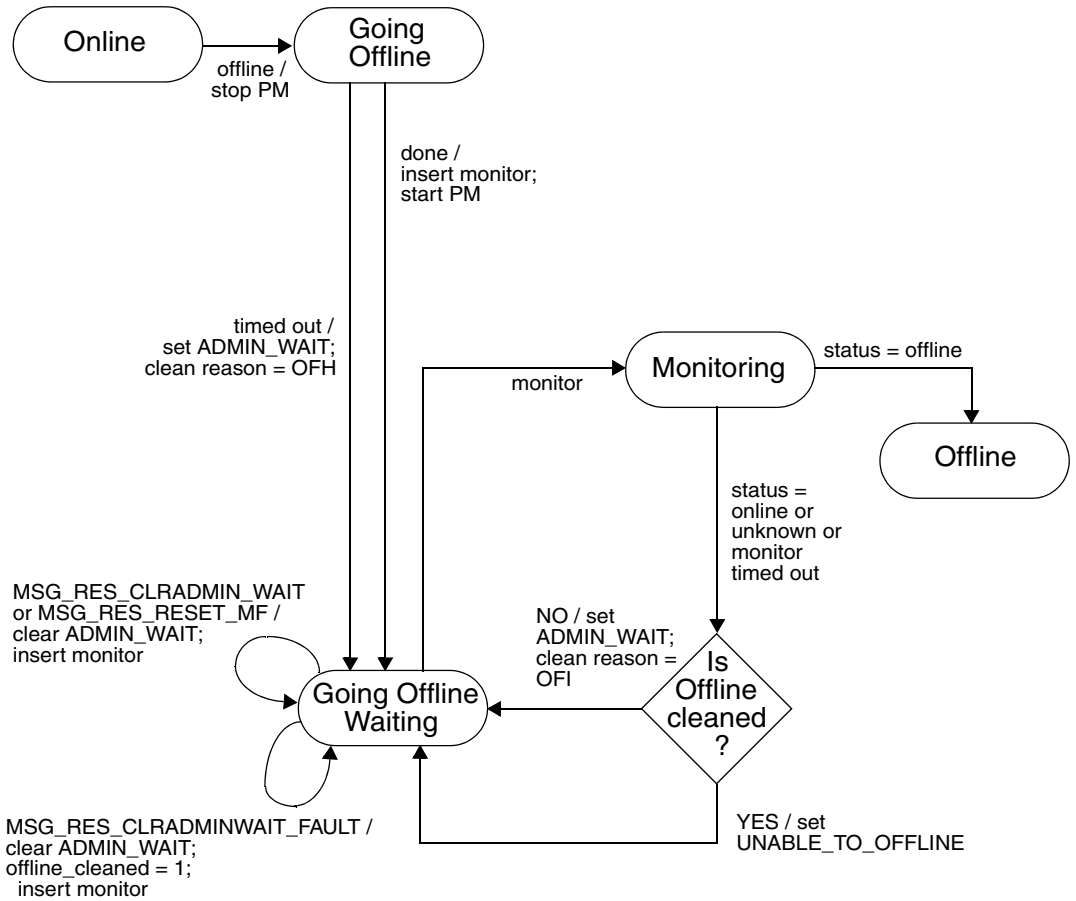 Online
Going
Offline
offline /
stop PM
done /
insert monitor;
start PM
timed out /
set ADMIN_WAIT;
clean reason = OFH
monitor
Monitoring
status = offline
Offline
status =
online or
unknown or
monitor
timed out
MSG_RES_CLRADMIN_WAIT
or MSG_RES_RESET_MF /
clear ADMIN_WAIT;
insert monitor
NO / set
ADMIN_WAIT;
clean reason =
OFI
Is
Offline
cleaned
?
Going Offline
Waiting
MSG_RES_CLRADMINWAIT_FAULT /
clear ADMIN_WAIT;
offline_cleaned = 1;
insert monitor
YES / set
UNABLE_TO_OFFLINE